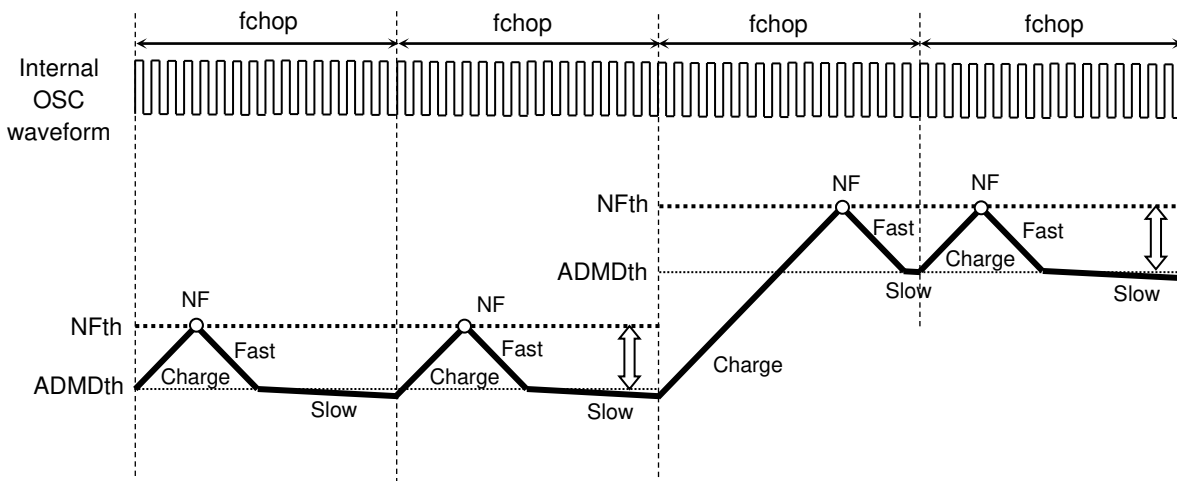 fchop
fchop
fchop
fchop
Internal
OSC
waveform
NF
NF
NFth
Fast
Fast
Charge
ADMDth
Charge
Slow
Slow
NF
NF
NFth
Fast
Fast
Charge
ADMDth
Charge
Slow
Slow